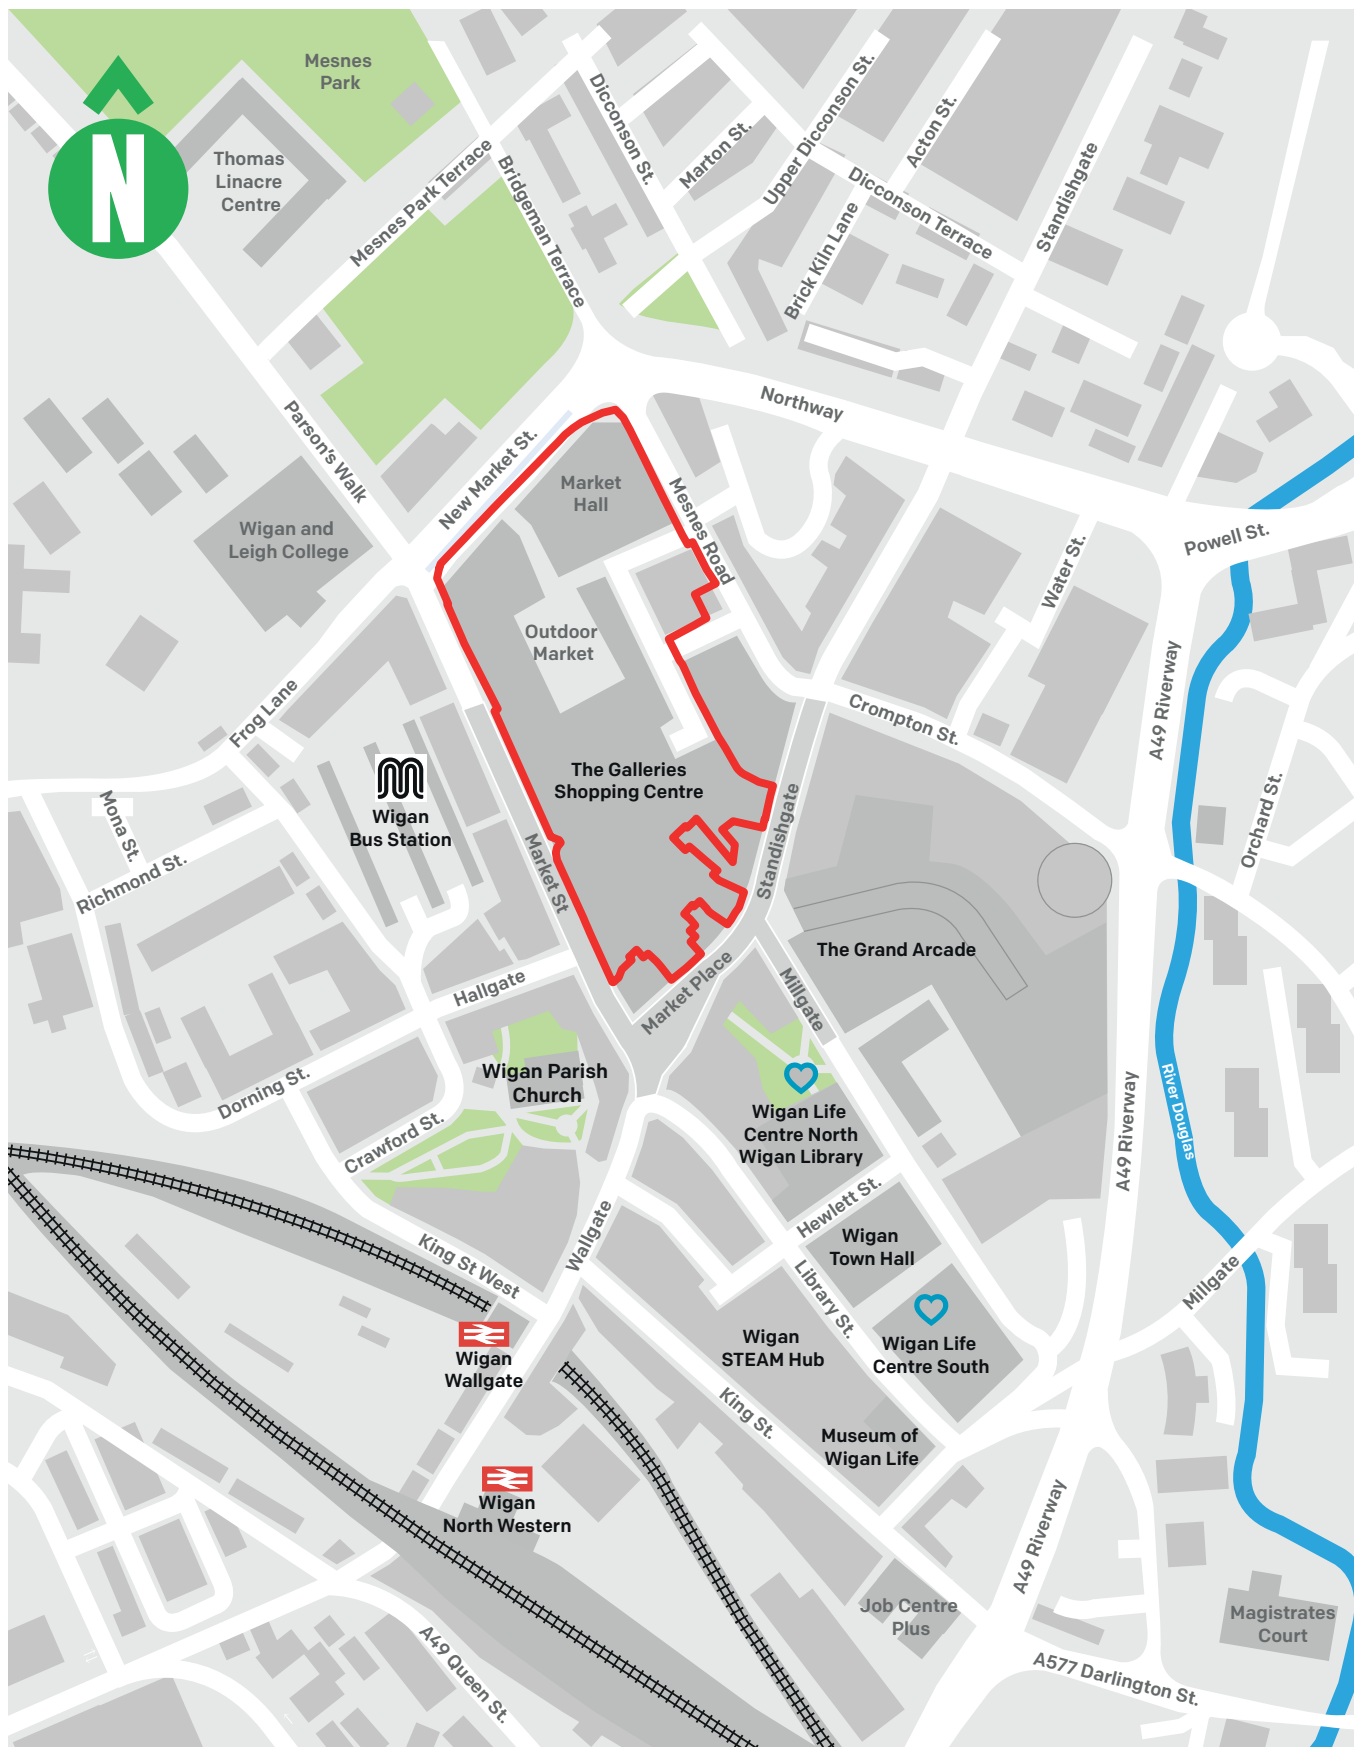 Mesnes
Park
N
Thomas
Linacre
Centre
Mesnes Park Terrace
Bridgeman Terrace
Dicconson St.
Marton St.
Upper Dicconson St.
Acton St.
Dicconson Terrace
Brick Kiln Lane
Standishgate
Northway
Parson's Walk
New Market St.
Market
Hall
Mesnes Road
Wigan and
Leigh College
Water St.
Powell St.
Outdoor
Market
Frog Lane
Crompton St.
A49 Riverway
The Galleries
Shopping Centre
Wigan
Bus Station
Mona St.
Richmond St.
Market St
Standishgate
Orchard St.
The Grand Arcade
Hallgate
Market Place
Millgate
Wigan Parish
Church
Dorning St.
Crawford St.
Wigan Life
Centre North
Wigan Library
A49 Riverway
River Douglas
Hewlett St.
Wigan
Town Hall
King St West
Wallgate
Library St.
Millgate
Wigan
Wallgate
Wigan
STEAM Hub
Wigan Life
Centre South
King St.
Museum of
Wigan Life
Wigan
North Western
A49 Riverway
Job Centre
Plus
Magistrates
Court
A49 Queen St.
A577 Darlington St.